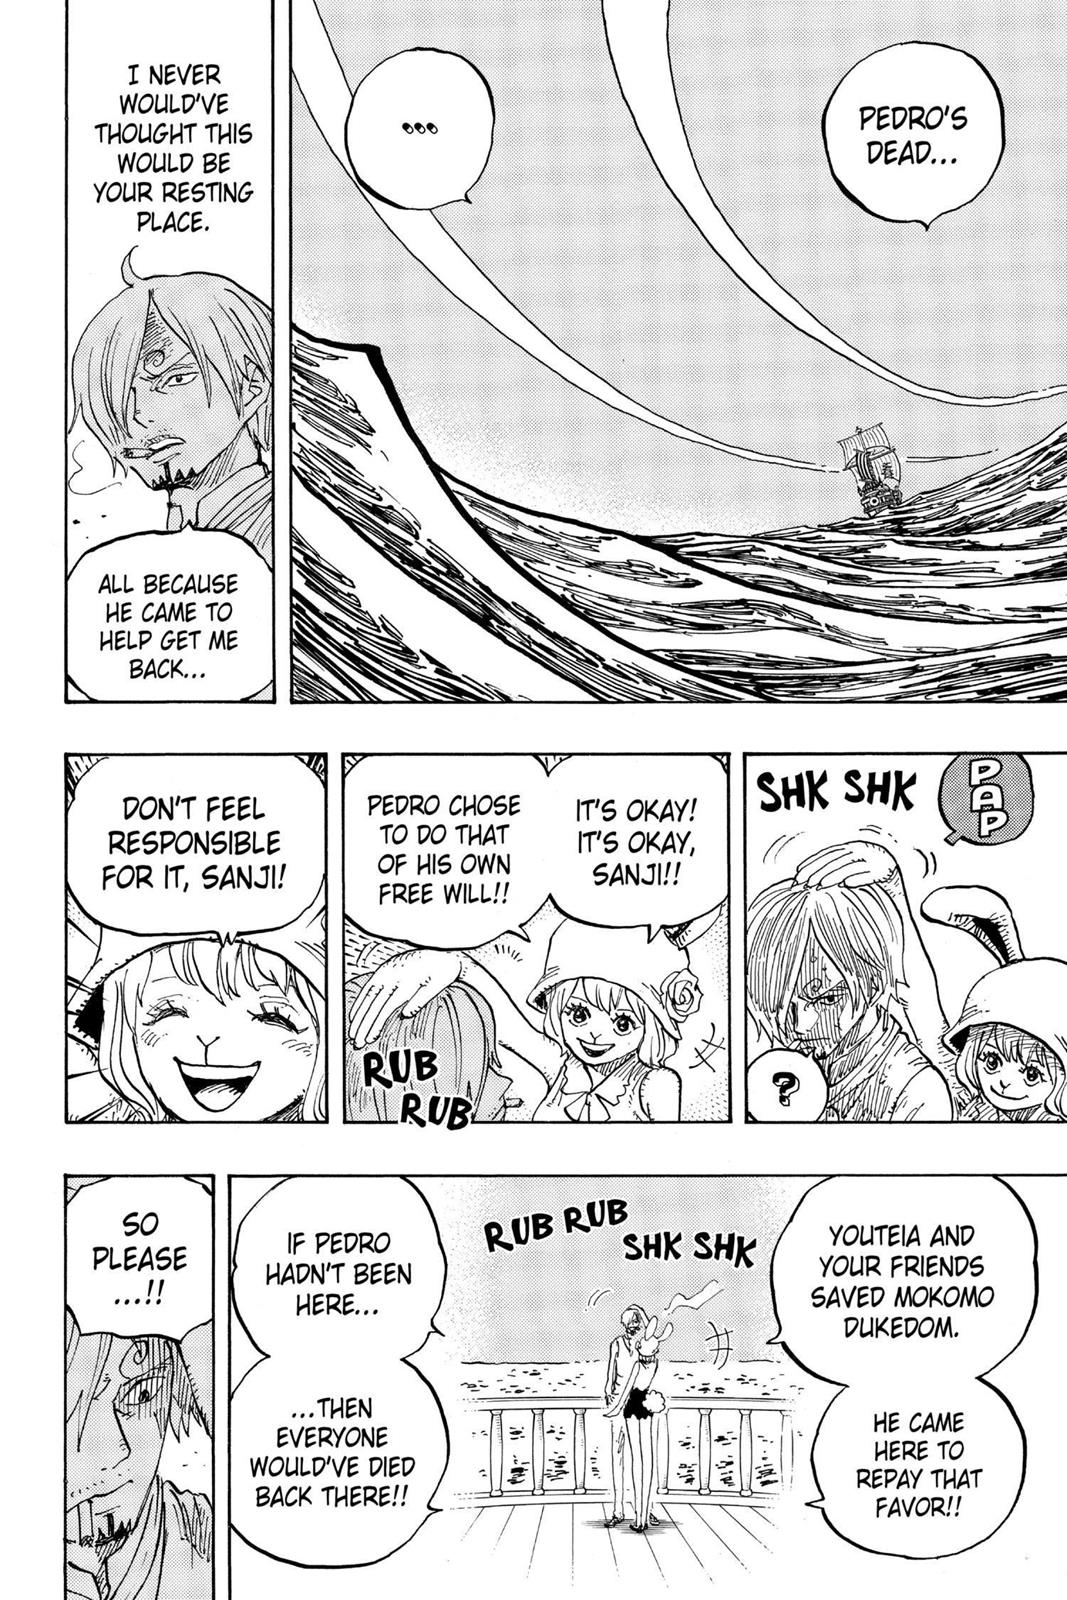 PEDRO'S
DEAD...
...
I NEVER
WOULD'VE
THOUGHT THIS
WOULD BE
YOUR RESTING
PLACE.
ALL BECAUSE
HE CAME TO
HELP GET ME
BACK...
PAP
SHK SHK
?
IT'S OKAY!
IT'S OKAY,
SANJI!!
PEDRO CHOSE
TO DO THAT
OF HIS OWN
FREE WILL!!
RUB
RUB
DON'T FEEL
RESPONSIBLE
FOR IT, SANJI!
YOUTEIA AND
YOUR FRIENDS
SAVED MOKOMO
DUKEDOM.
HE CAME
HERE TO
REPAY THAT
FAVOR!!
RUB RUB
SHK SHK
IF PEDRO
HADN'T BEEN
HERE...
...THEN
EVERYONE
WOULD'VE DIED
BACK THERE!!
SO
PLEASE
...!!